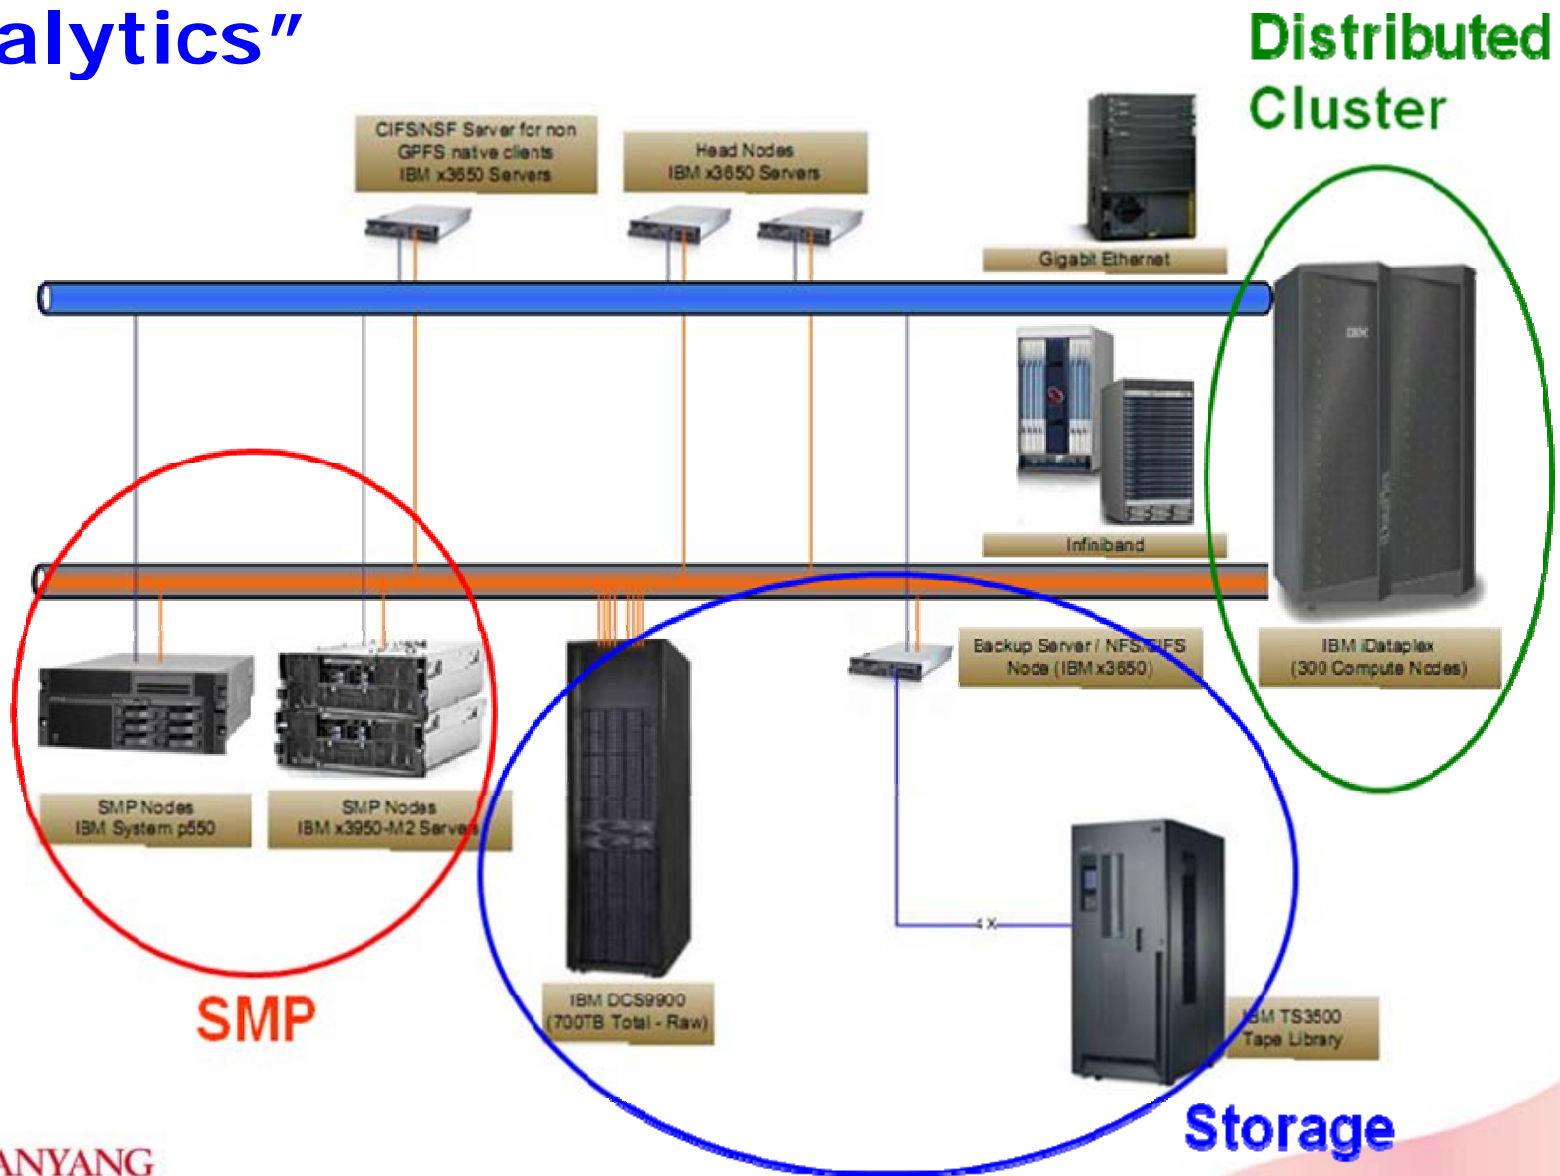 alytics”
Distributed
Cluster
CIFS/NSF Server for non
GPFS native clients
IBM x3650 Servers
Head Nodes
IBM x3650 Servers
Gigabit Ethernet
IBM
Infiniband
Backup Server / NFS/CIFS
Node (IBM x3650)
IBM iDataplex
(300 Compute Nodes)
SMP Nodes
IBM System p550
SMP Nodes
IBM x3950-M2 Servers
4 X
SMP
IBM DCS9900
(700TB Total - Raw)
IBM TS3500
Tape Library
Storage
ANYANG